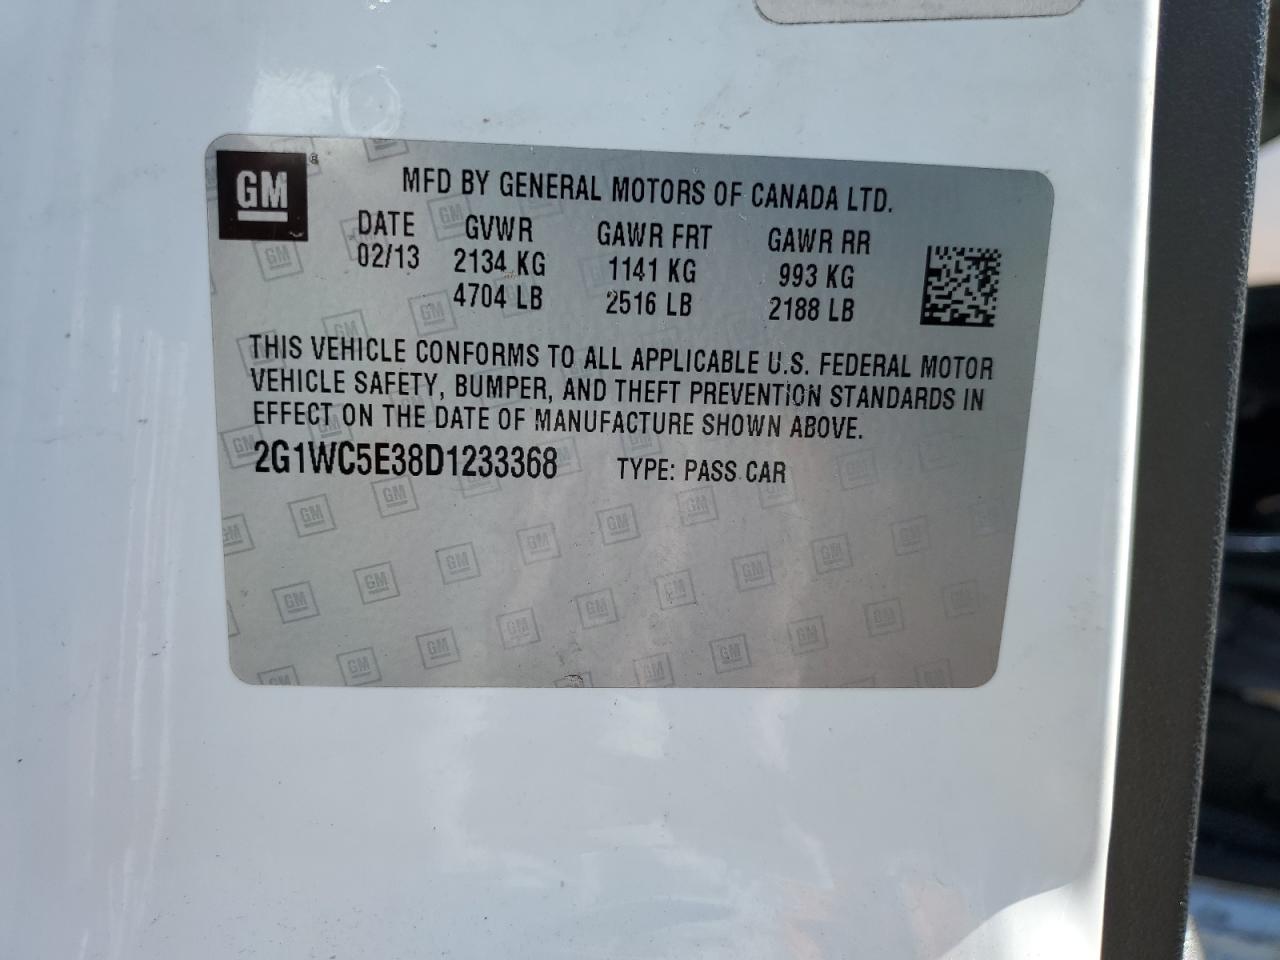 GM
MFD BY GENERAL MOTORS OF CANADA LTD.
DATE GVWR GAWR FRT GAWR RR
02/13 2134 KG 1141 KG 993 KG
4704 LB 2516 LB 2188 LB
THIS VEHICLE CONFORMS TO ALL APPLICABLE U.S. FEDERAL MOTOR
VEHICLE SAFETY, BUMPER, AND THEFT PREVENTION STANDARDS IN
EFFECT ON THE DATE OF MANUFACTURE SHOWN ABOVE.
2G1WC5E38D1233368 TYPE: PASS CAR